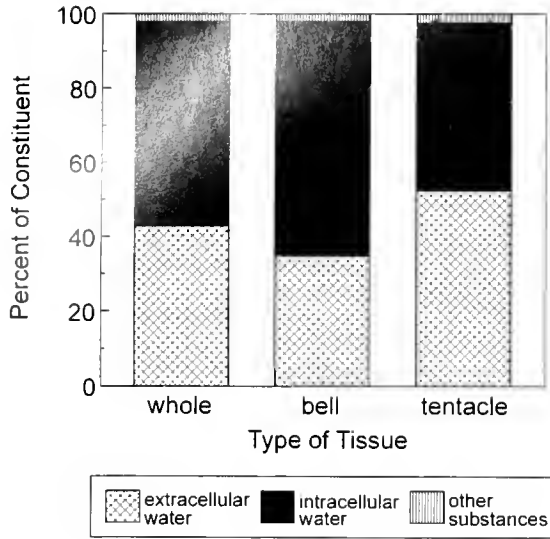 100
80
60
40
20
0
Percent of Constituent
whole bell tentacle
Type of Tissue
extracellular water
intracellular water
other substances